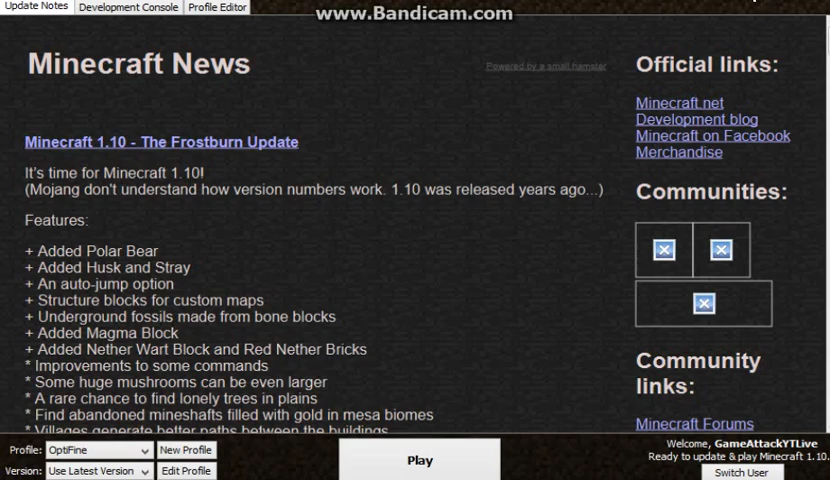 Update Notes
Development Console
Profile Editor
www.Bandicam.com
Minecraft News
Powered by a small hamster
Minecraft 1.10 - The Frostburn Update
It's time for Minecraft 1.10!
(Mojang don't understand how version numbers work. 1.10 was released years ago...)
Features:
+ Added Polar Bear
+ Added Husk and Stray
+ An auto-jump option
+ Structure blocks for custom maps
+ Underground fossils made from bone blocks
+ Added Magma Block
+ Added Nether Wart Block and Red Nether Bricks
* Improvements to some commands
* Some huge mushrooms can be even larger
* A rare chance to find lonely trees in plains
* Find abandoned mineshafts filled with gold in mesa biomes
* Villages generate better paths between the buildings
Official links:
Minecraft.net
Development blog
Minecraft on Facebook
Merchandise
Communities:
Community
links:
Minecraft Forums
Profile: OptiFine New Profile
Version: Use Latest Version Edit Profile
Play
Welcome, GameAttackYTLive
Ready to update & play Minecraft 1.10.
Switch User